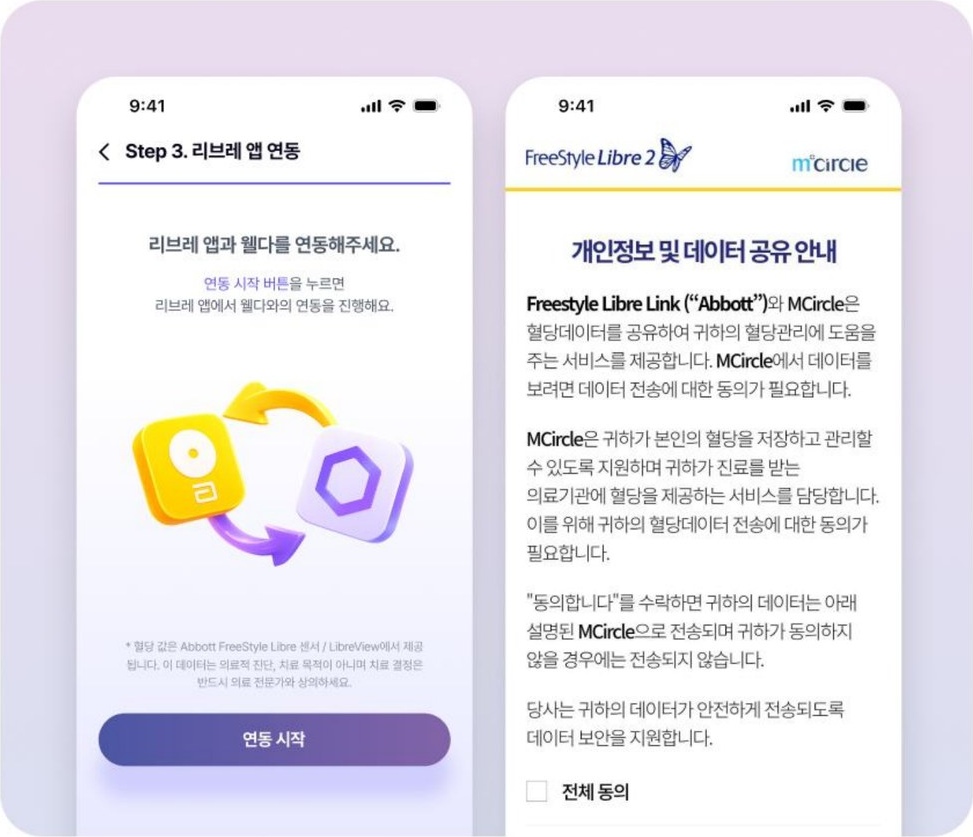 9:41
Step 3. 리브레 앱 연동
리브레 앱과 웰다를 연동해주세요.
연동 시작 버튼을 누르면
리브레 앱에서 웰다와의 연동을 진행해요.
* 혈당 값은 Abbott FreeStyle Libre 센서 / LibreView에서 제공
됩니다. 이 데이터는 의료적 진단, 치료 목적이 아니며 치료 결정은
반드시 의료 전문가와 상의하세요.
연동 시작
9:41
FreeStyle Libre 2
m°circle
개인정보 및 데이터 공유 안내
Freestyle Libre Link (“Abbott”)와 MCircle은
혈당데이터를 공유하여 귀하의 혈당관리에 도움을
주는 서비스를 제공합니다. MCircle에서 데이터를
보려면 데이터 전송에 대한 동의가 필요합니다.
MCircle은 귀하가 본인의 혈당을 저장하고 관리할
수 있도록 지원하며 귀하가 진료를 받는
의료기관에 혈당을 제공하는 서비스를 담당합니다.
이를 위해 귀하의 혈당데이터 전송에 대한 동의가
필요합니다.
"동의합니다"를 수락하면 귀하의 데이터는 아래
설명된 MCircle으로 전송되며 귀하가 동의하지
않을 경우에는 전송되지 않습니다.
당사는 귀하의 데이터가 안전하게 전송되도록
데이터 보안을 지원합니다.
전체 동의